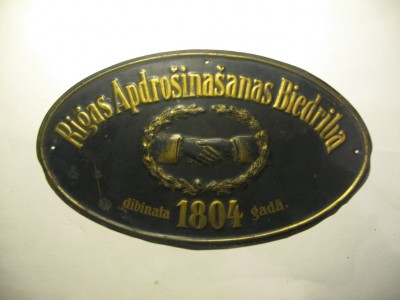 Rigas Apdrošinašanas Biedriba
dibinata 1804 gadā.